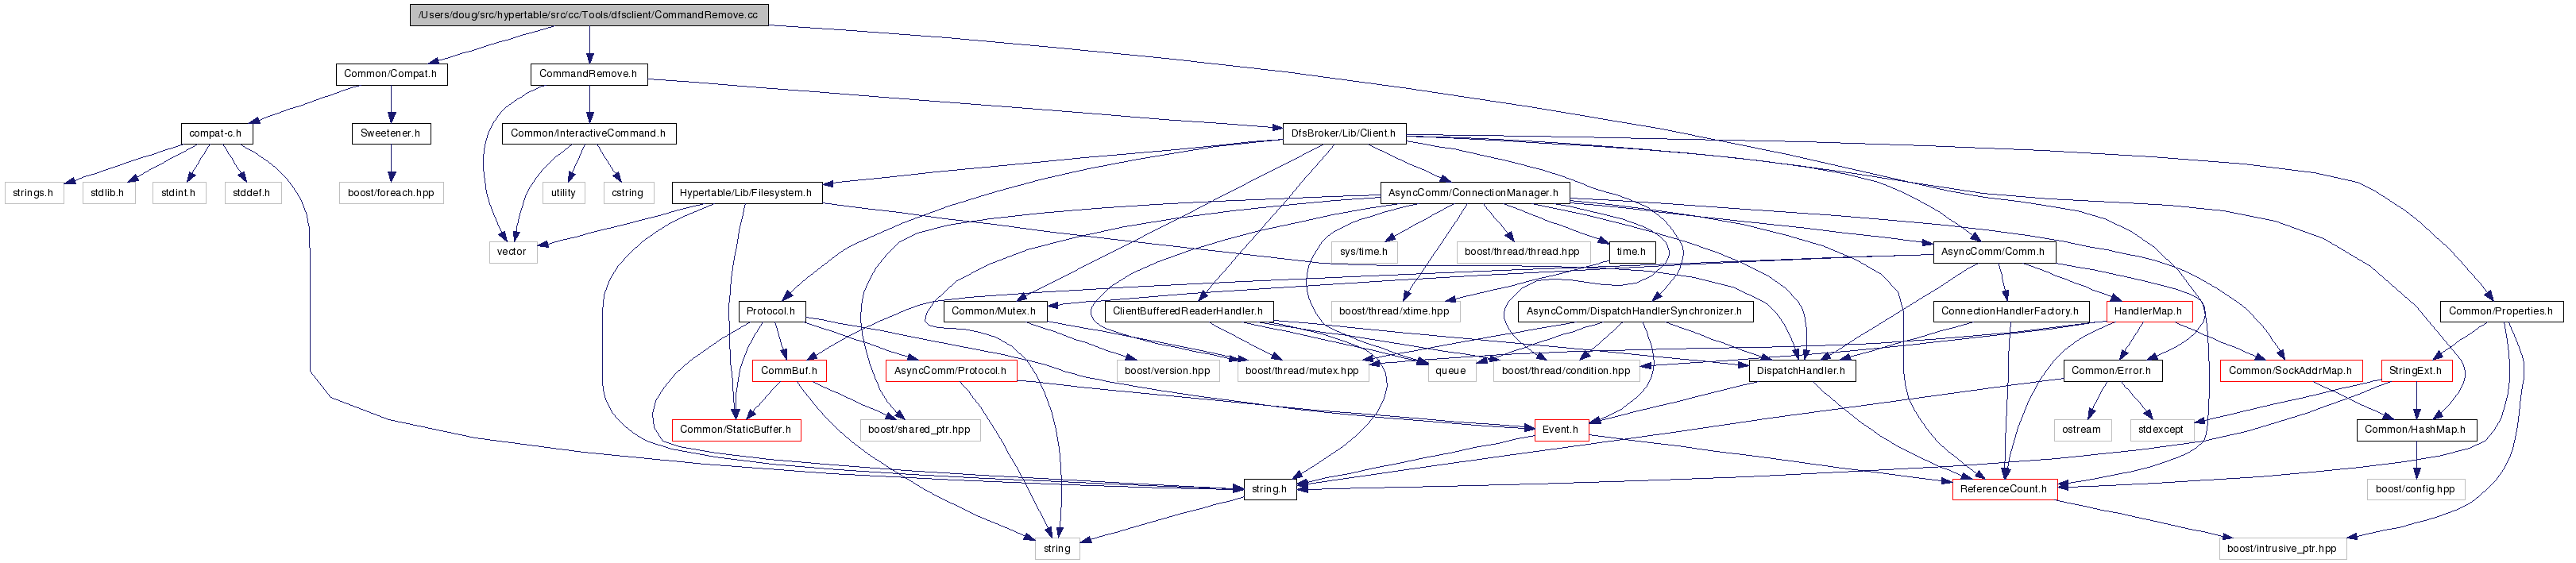 /Users/doug/src/hypertable/src/cc/Tools/dfsclient/CommandRemove.cc
Common/Compat.h
CommandRemove.h
compat-c.h
Sweetener.h
Common/InteractiveCommand.h
DfsBroker/Lib/Client.h
strings.h
stdlib.h
stdint.h
stddef.h
boost/foreach.hpp
utility
cstring
Hypertable/Lib/Filesystem.h
AsyncComm/ConnectionManager.h
vector
sys/time.h
boost/thread/thread.hpp
time.h
AsyncComm/Comm.h
Protocol.h
Common/Mutex.h
ClientBufferedReaderHandler.h
boost/thread/xtime.hpp
AsyncComm/DispatchHandlerSynchronizer.h
ConnectionHandlerFactory.h
HandlerMap.h
Common/Properties.h
CommBuf.h
AsyncComm/Protocol.h
boost/version.hpp
boost/thread/mutex.hpp
queue
boost/thread/condition.hpp
DispatchHandler.h
Common/Error.h
Common/SockAddrMap.h
StringExt.h
Common/StaticBuffer.h
boost/shared_ptr.hpp
Event.h
ostream
stdexcept
Common/HashMap.h
string.h
ReferenceCount.h
boost/config.hpp
string
boost/intrusive_ptr.hpp